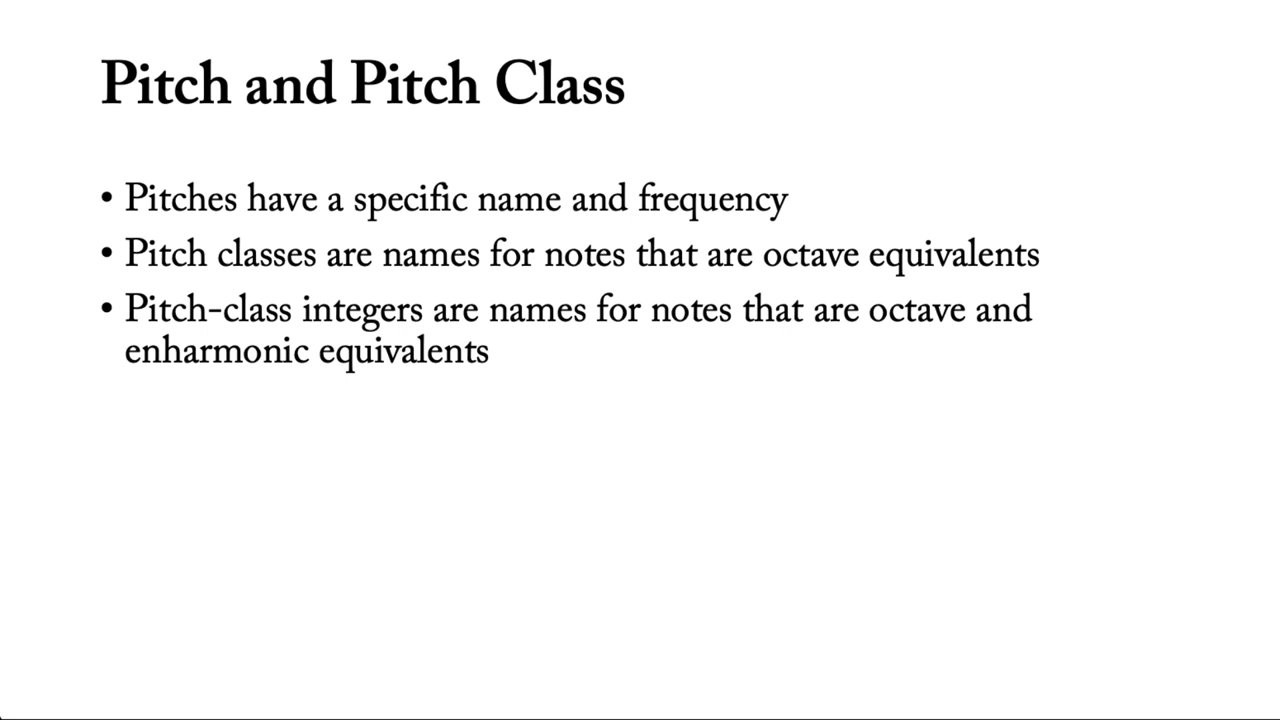 Pitch and Pitch Class
• Pitches have a specific name and frequency
• Pitch classes are names for notes that are octave equivalents
• Pitch-class integers are names for notes that are octave and
enharmonic equivalents